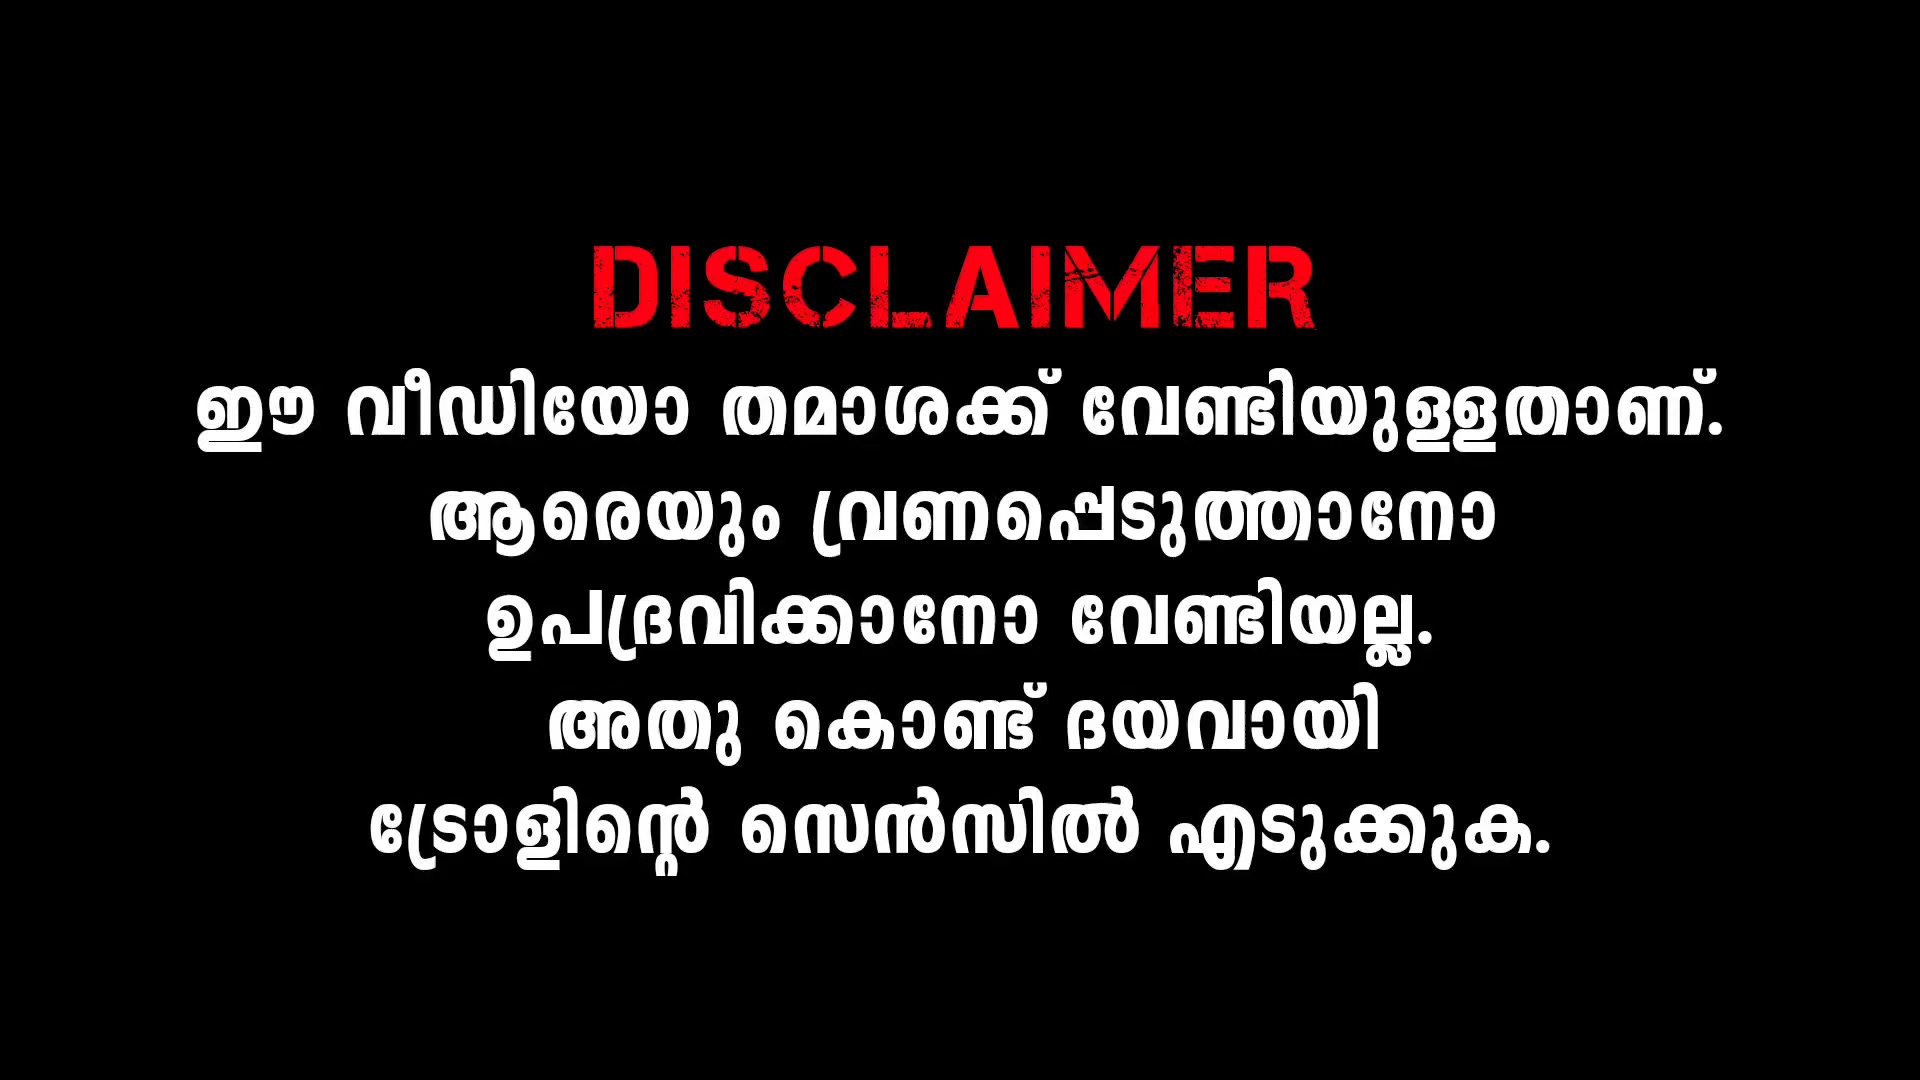 DISCLAIMER
ഈ വീഡിയോ തമാശക്ക് വേണ്ടിയുള്ളതാണ്.
ആരെയും വ്രണപ്പെടുത്താനോ
ഉപദ്രവിക്കാനോ വേണ്ടിയല്ല.
അതു കൊണ്ട് ദയവായി
ട്രോളിന്റെ സെൻസിൽ എടുക്കുക.